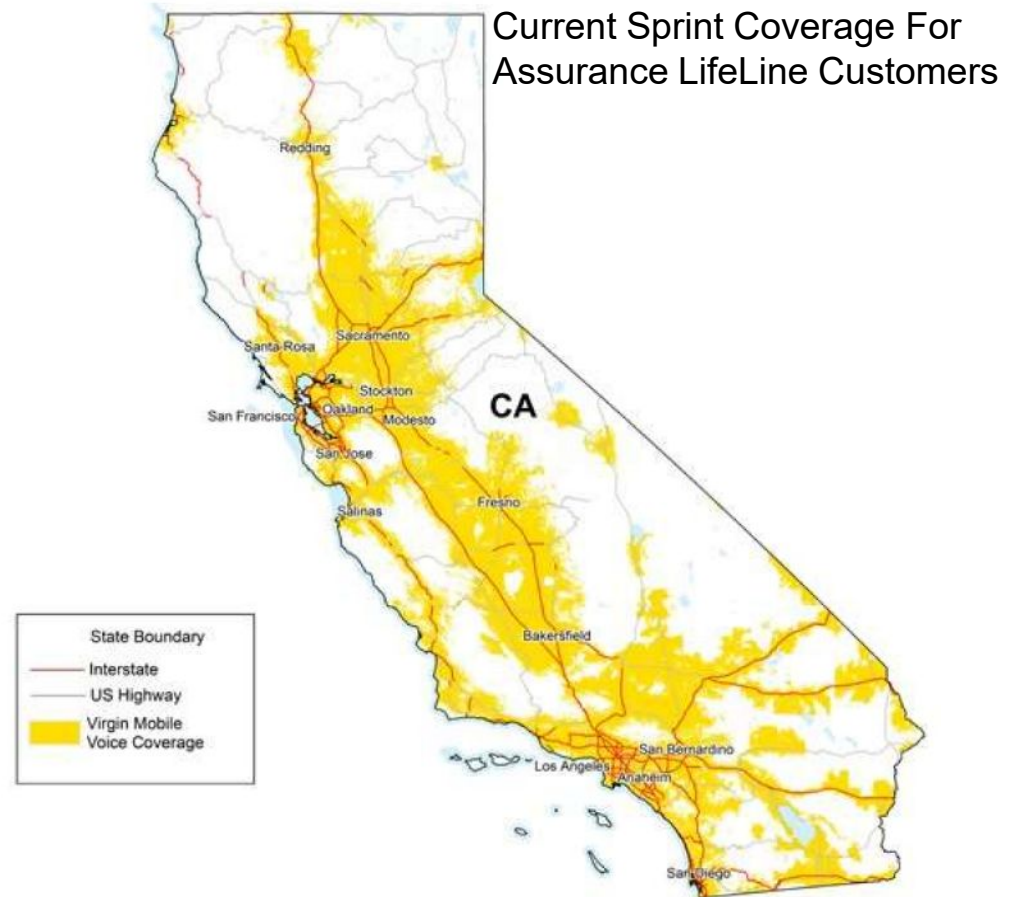 Current Sprint Coverage For
Assurance LifeLine Customers
Redding
Sacramento
Santa Rosa
Stockton
CA
Oakland
San Francisco
Modesto
San Jose
Fresno
Salinas
Bakersfield
State Boundary
Interstate
US Highway
Virgin Mobile
Voice Coverage
San Bernardino
Los Angeles
Anaheim
San Diego